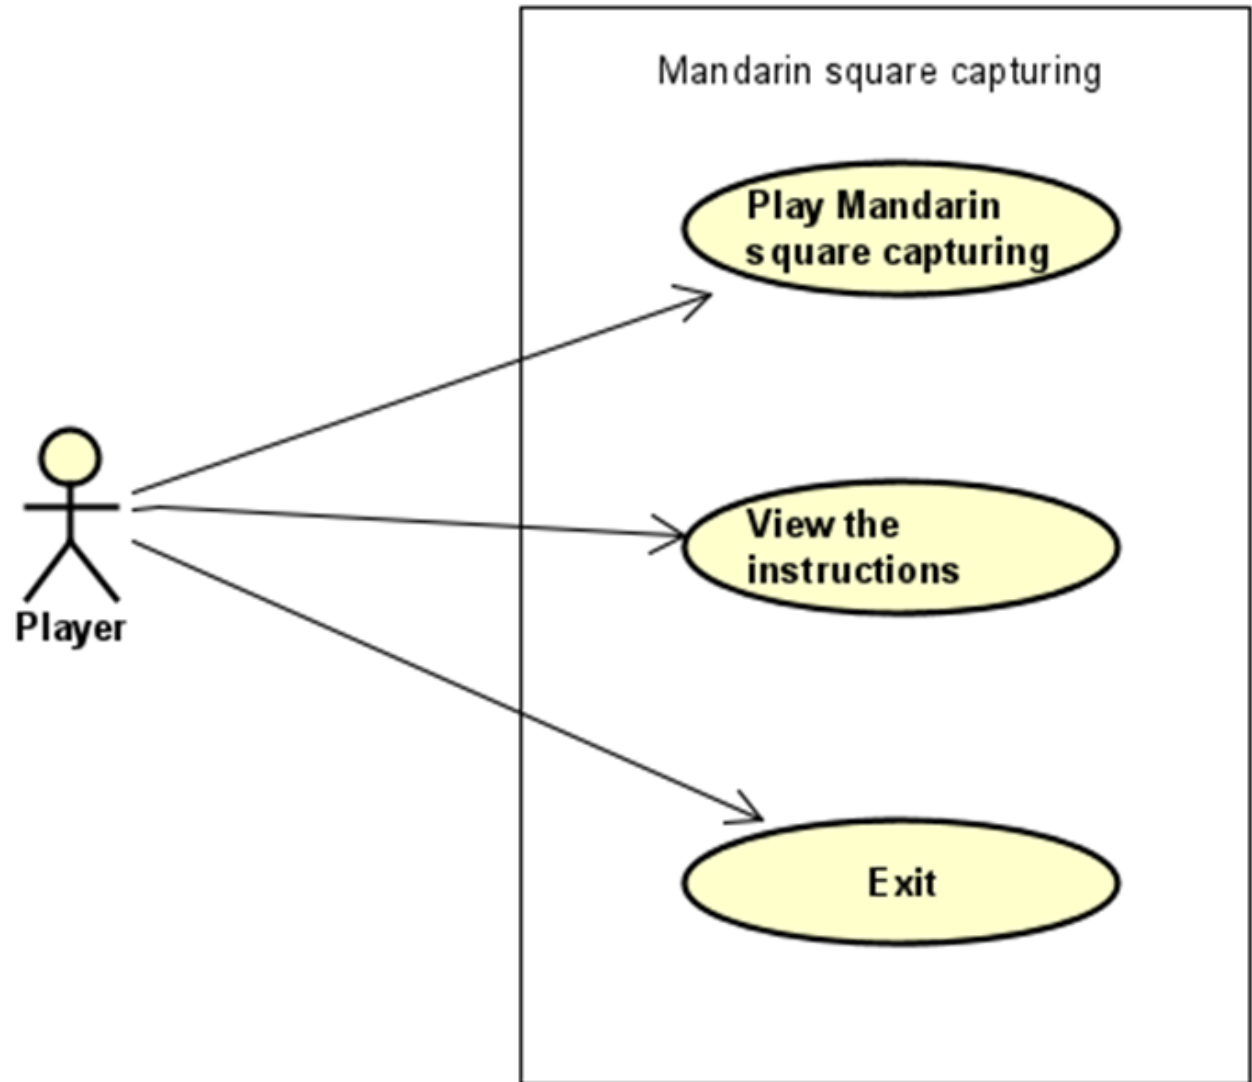 Mandarin square capturing
Play Mandarin
square capturing
View the
instructions
Player
Exit